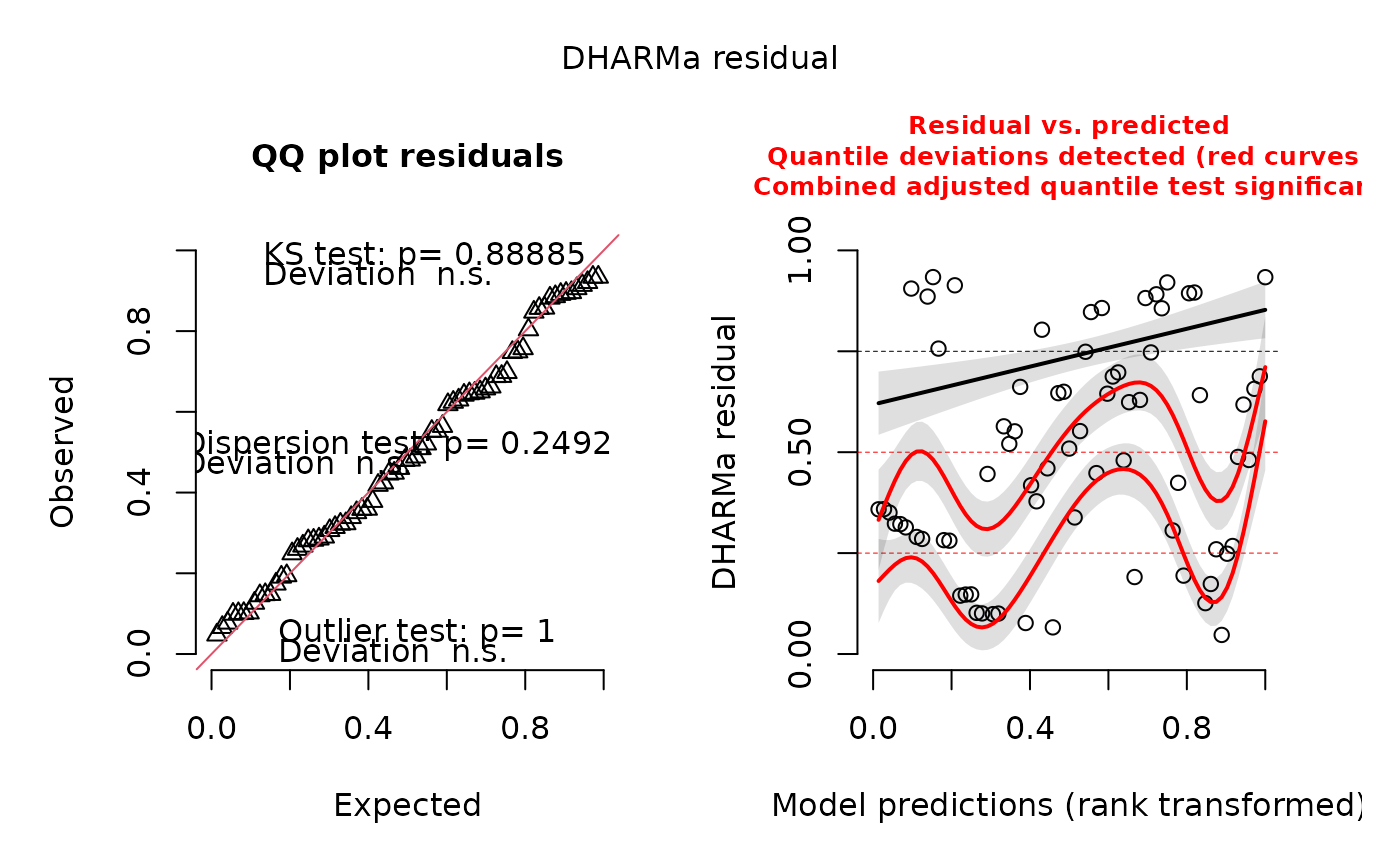 DHARMa residual
QQ plot residuals
KS test: p= 0.88885
Deviation n.s.
Dispersion test: p= 0.2492
Deviation n.s.
Outlier test: p= 1
Deviation n.s.
Observed
0.0
0.4
0.8
0.0
0.4
0.8
Expected
Residual vs. predicted
Quantile deviations detected (red curves
Combined adjusted quantile test significan
DHARMa residual
0.00
0.50
1.00
0.0
0.4
0.8
Model predictions (rank transformed)